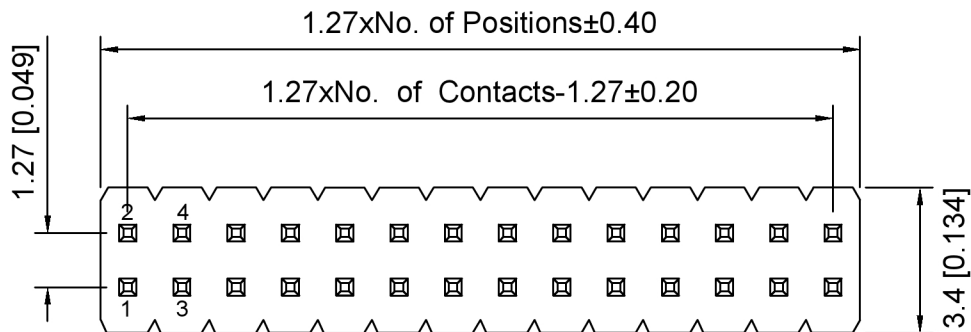 1.27xNo. of Positions±0.40
1.27xNo. of Contacts-1.27±0.20
1.27 [0.049]
2 4
1 3
3.4 [0.134]